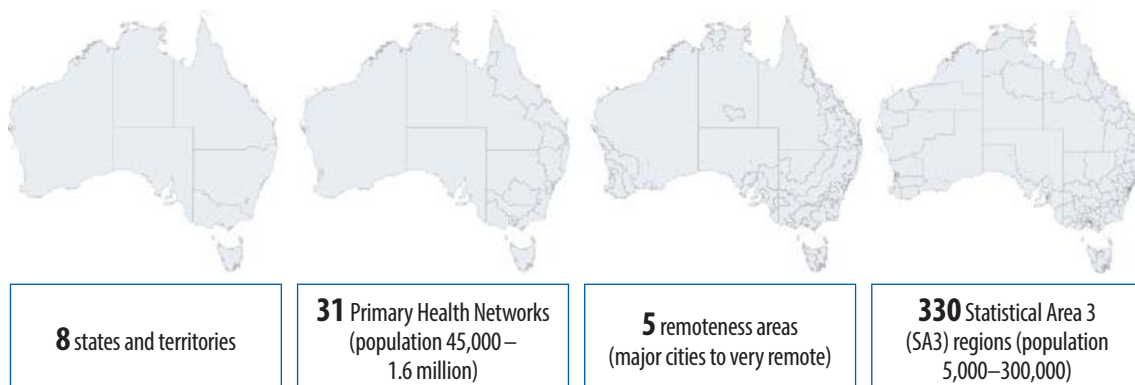 8 states and territories
31 Primary Health Networks
(population 45,000 –
1.6 million)
5 remoteness areas
(major cities to very remote)
330 Statistical Area 3
(SA3) regions (population
5,000–300,000)